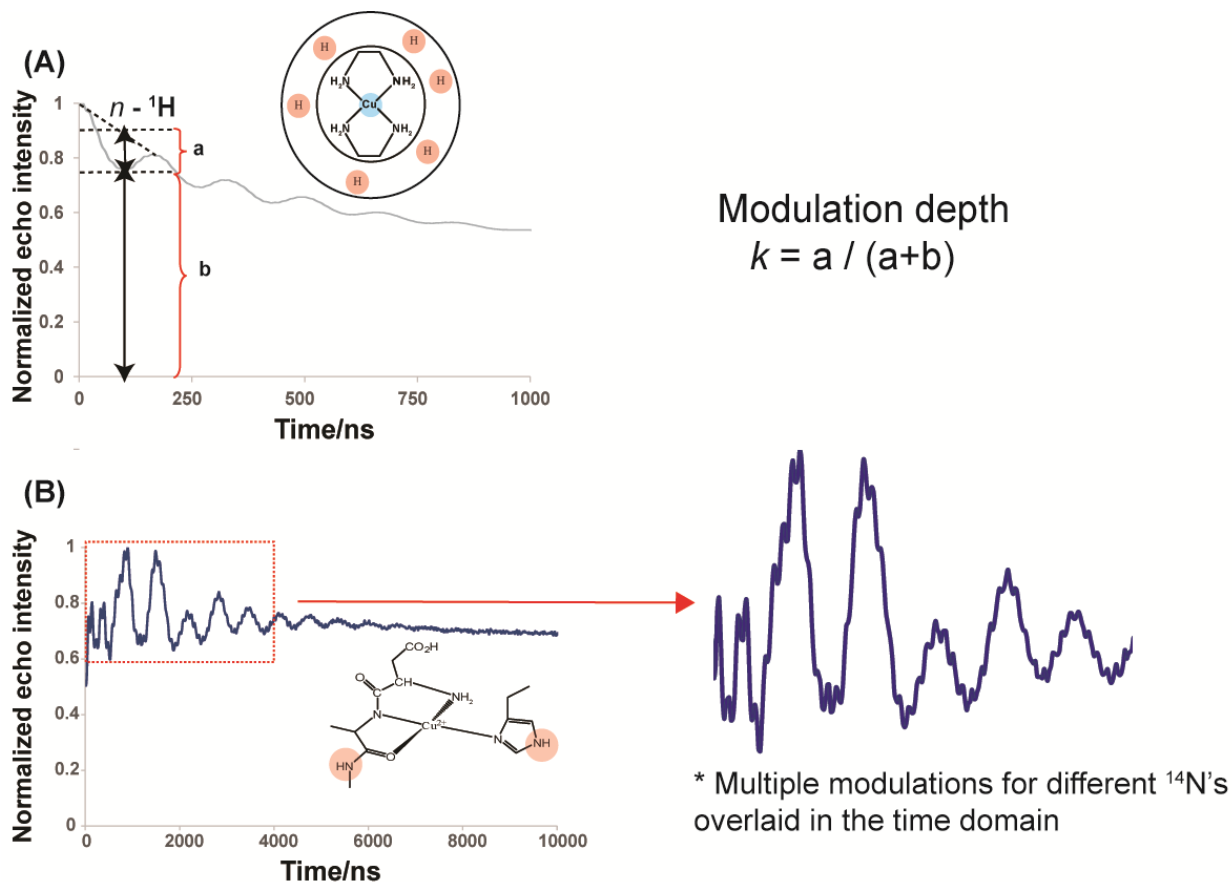 (A)
Normalized echo intensity
1
0.8
0.6
0.4
0.2
0
n - ¹H
a
b
0 250 500 750 1000
Time/ns
H H
H H
H
H
H₂N NH₂
Cu
H₂N NH₂
Modulation depth
k = a / (a+b)
(B)
Normalized echo intensity
1
0.8
0.6
0.4
0.2
0
0 2000 4000 6000 8000 10000
Time/ns
CO₂H
O
CH
C
NH₂
N
Cu²⁺
N
NH
O
HN
* Multiple modulations for different ¹⁴N's
overlaid in the time domain